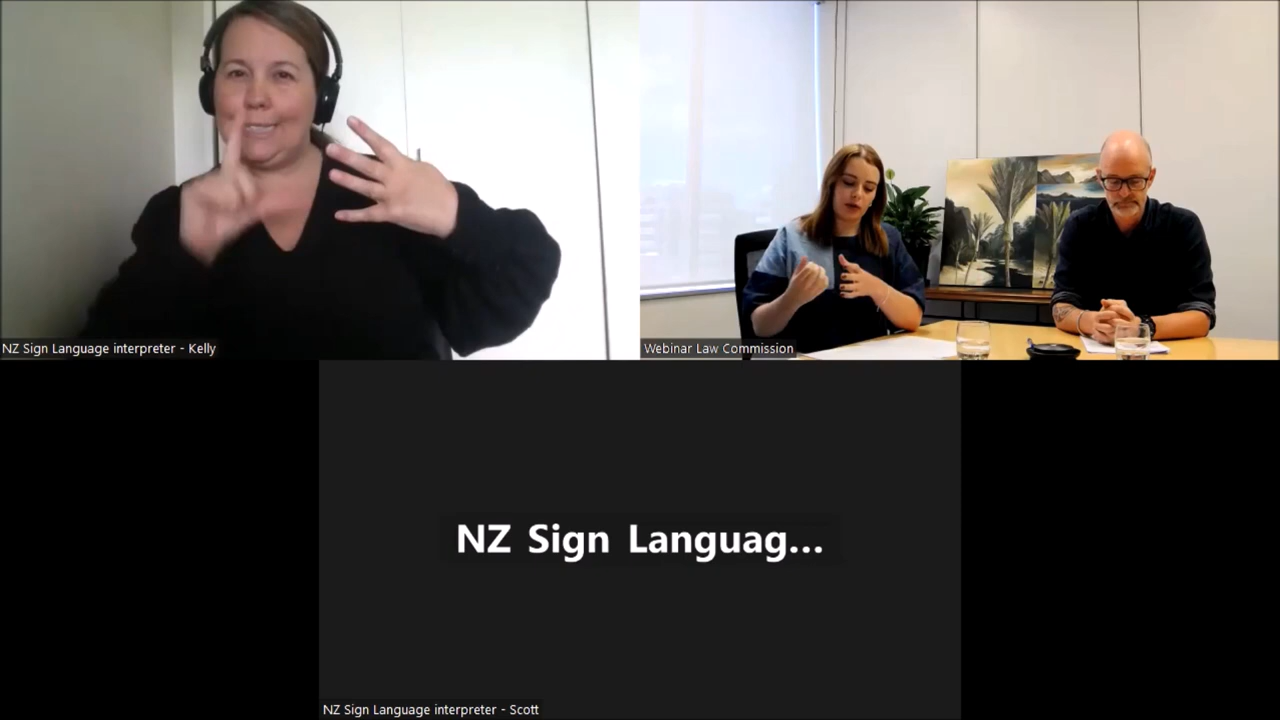 NZ Sign Language interpreter - Kelly
Webinar Law Commission
NZ Sign Languag...
NZ Sign Language interpreter - Scott